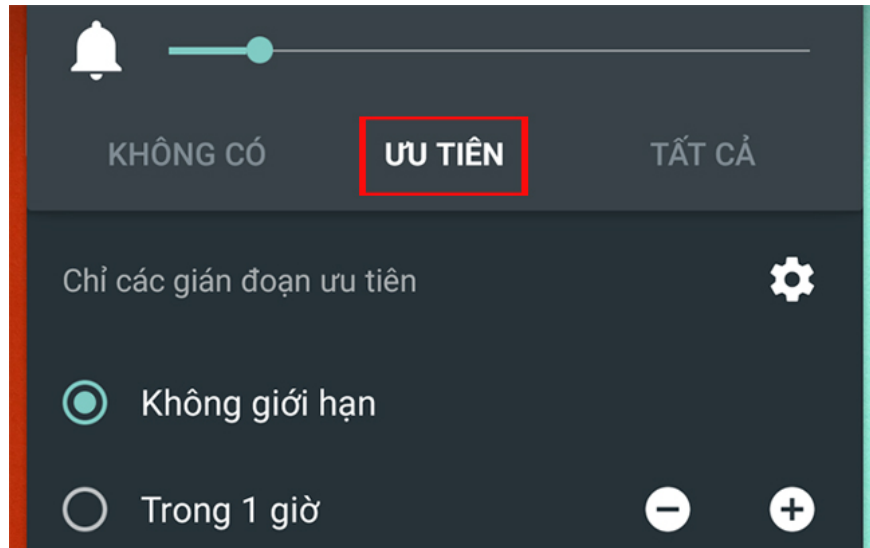 KHÔNG CÓ ƯU TIÊN TẤT CẢ
Chỉ các gián đoạn ưu tiên
Không giới hạn
Trong 1 giờ